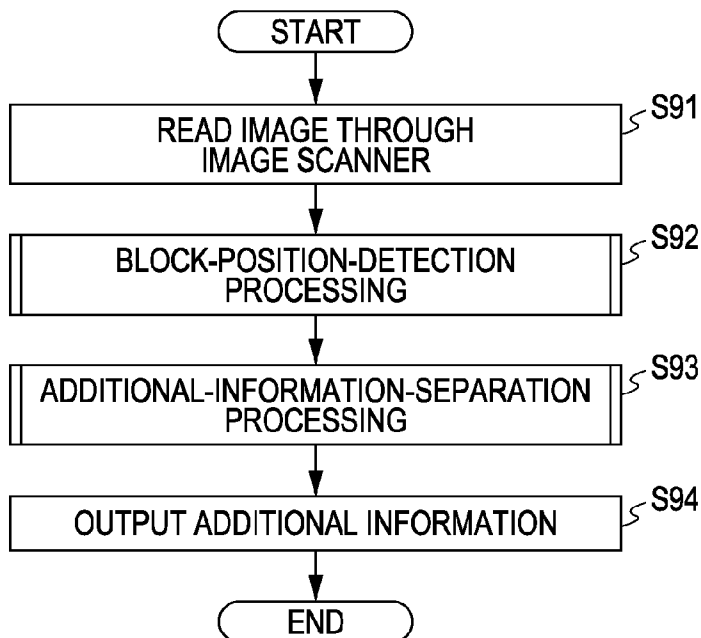 START
S91
READ IMAGE THROUGH
IMAGE SCANNER
S92
BLOCK-POSITION-DETECTION
PROCESSING
S93
ADDITIONAL-INFORMATION-SEPARATION
PROCESSING
S94
OUTPUT ADDITIONAL INFORMATION
END